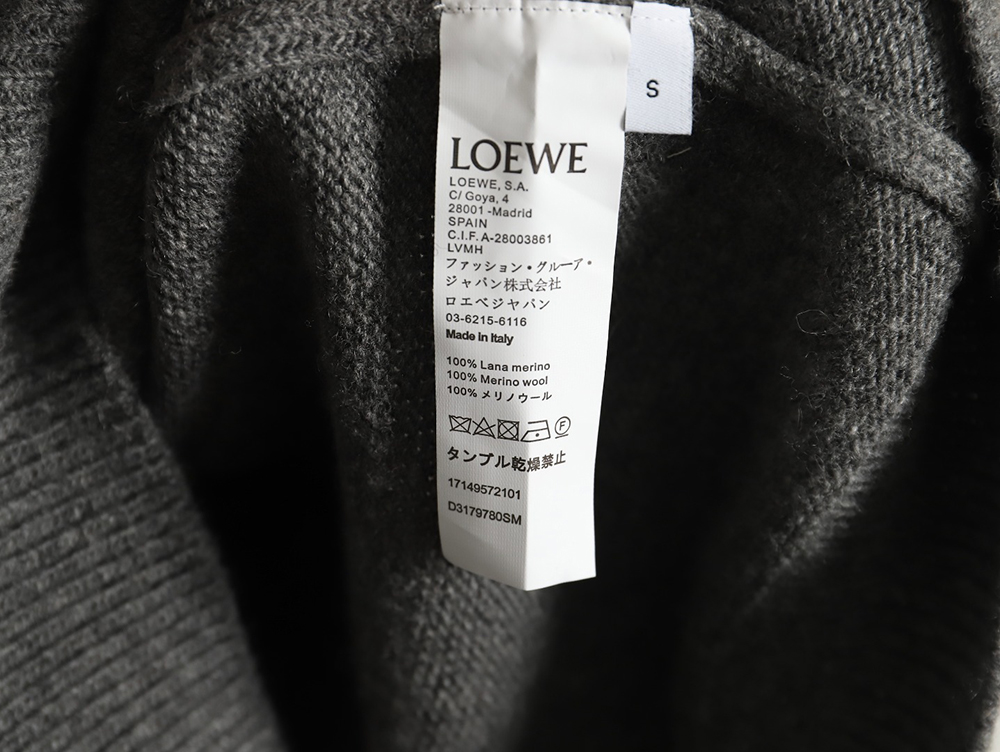 S
LOEWE
LOEWE, S.A.
C/ Goya, 4
28001 -Madrid
SPAIN
C.I.F. A-28003861
LVMH
ファッション・グルーア・
ジャパン株式会社
ロエベジャパン
03-6215-6116
Made in Italy
100% Lana merino
100% Merino wool
100% メリノウール
F
タンプル乾燥禁止
17149572101
D3179780SM